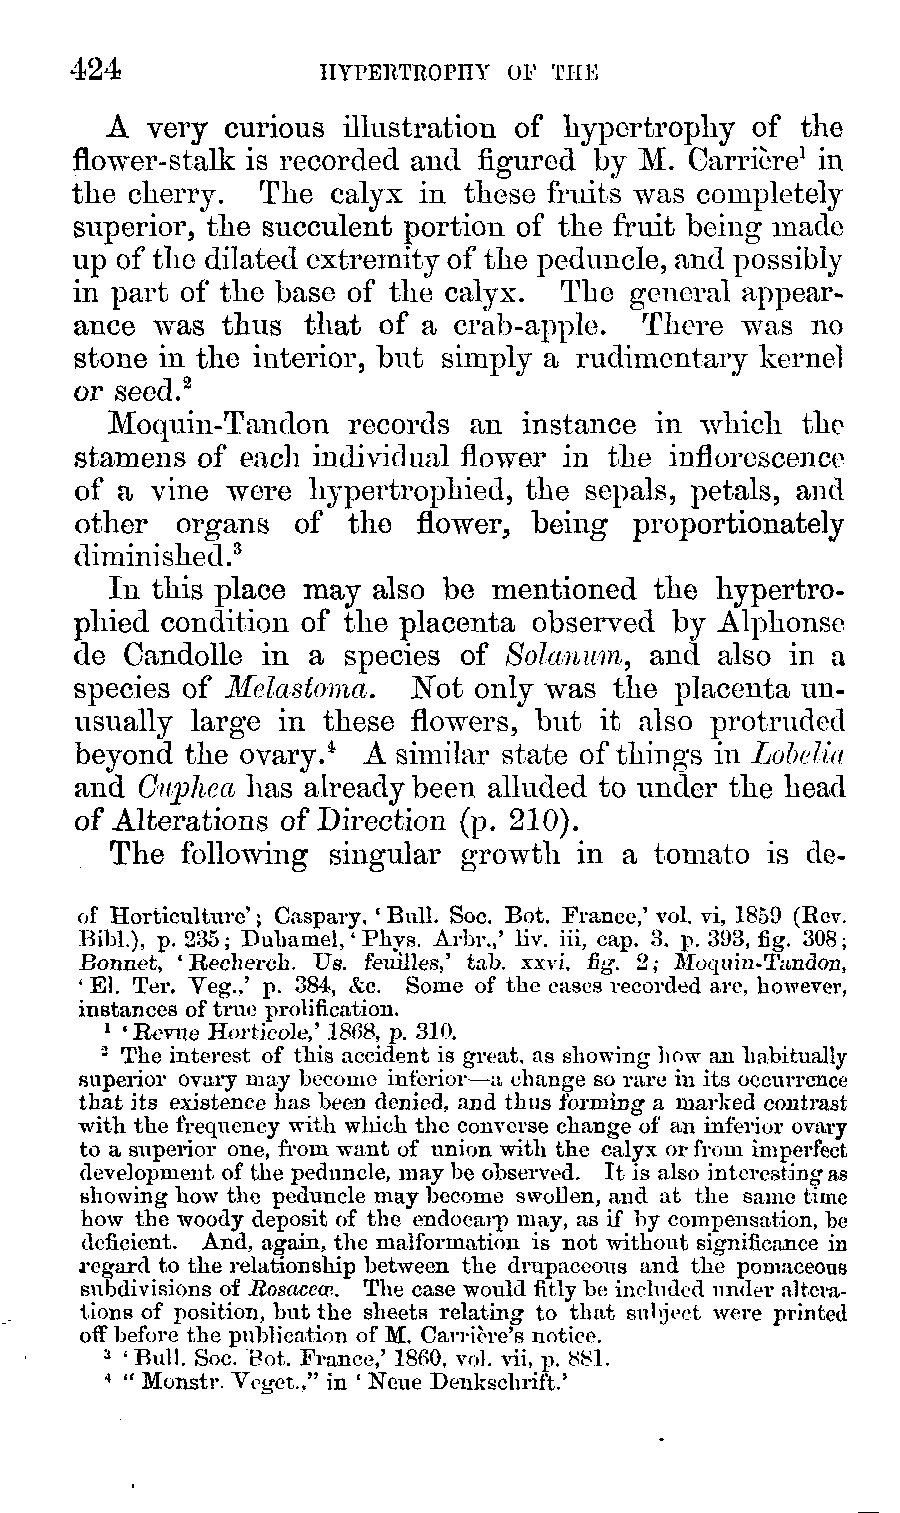 424 HYPERTROPHY OF THE
A very curious illustration of hypertrophy of the
flower-stalk is recorded and figured by M. Carrière¹ in
the cherry. The calyx in these fruits was completely
superior, the succulent portion of the fruit being made
up of the dilated extremity of the peduncle, and possibly
in part of the base of the calyx. The general appear-
ance was thus that of a crab-apple. There was no
stone in the interior, but simply a rudimentary kernel
or seed.²
Moquin-Tandon records an instance in which the
stamens of each individual flower in the inflorescence
of a vine were hypertrophied, the sepals, petals, and
other organs of the flower, being proportionately
diminished.³
In this place may also be mentioned the hypertro-
phied condition of the placenta observed by Alphonse
de Candolle in a species of Solanum, and also in a
species of Melastoma. Not only was the placenta un-
usually large in these flowers, but it also protruded
beyond the ovary.⁴ A similar state of things in Lobelia
and Cuphea has already been alluded to under the head
of Alterations of Direction (p. 210).
The following singular growth in a tomato is de-
of Horticulture'; Caspary, 'Bull. Soc. Bot. France,' vol. vi, 1859 (Rev.
Bibl.), p. 235; Duhamel, 'Phys. Arbr.,' liv. iii, cap. 3, p. 393, fig. 308;
Bonnet, 'Recherch. Us. feuilles,' tab. xxvi, fig. 2; Moquin-Tandon,
'El. Ter. Veg.,' p. 384, &c. Some of the cases recorded are, however,
instances of true prolification.
¹ 'Revue Horticole,' 1868, p. 310.
² The interest of this accident is great, as showing how an habitually
superior ovary may become inferior—a change so rare in its occurrence
that its existence has been denied, and thus forming a marked contrast
with the frequency with which the converse change of an inferior ovary
to a superior one, from want of union with the calyx or from imperfect
development of the peduncle, may be observed. It is also interesting as
showing how the peduncle may become swollen, and at the same time
how the woody deposit of the endocarp may, as if by compensation, be
deficient. And, again, the malformation is not without significance in
regard to the relationship between the drupaceous and the pomaceous
subdivisions of Rosaceæ. The case would fitly be included under altera-
tions of position, but the sheets relating to that subject were printed
off before the publication of M. Carrière's notice.
³ 'Bull. Soc. Bot. France,' 1860, vol. vii, p. 881.
⁴ "Monstr. Veget.," in 'Neue Denkschrift.'